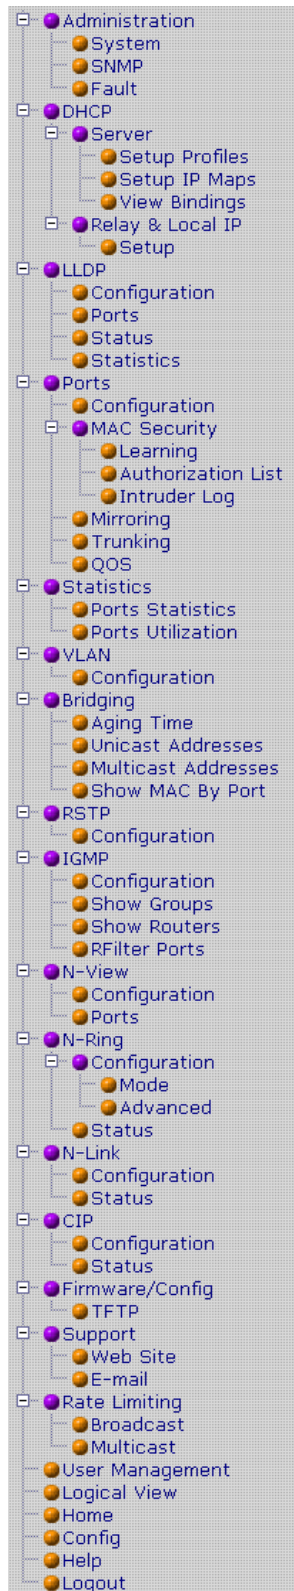 Administration
System
SNMP
Fault
DHCP
Server
Setup Profiles
Setup IP Maps
View Bindings
Relay & Local IP
Setup
LLDP
Configuration
Ports
Status
Statistics
Ports
Configuration
MAC Security
Learning
Authorization List
Intruder Log
Mirroring
Trunking
QOS
Statistics
Ports Statistics
Ports Utilization
VLAN
Configuration
Bridging
Aging Time
Unicast Addresses
Multicast Addresses
Show MAC By Port
RSTP
Configuration
IGMP
Configuration
Show Groups
Show Routers
RFilter Ports
N-View
Configuration
Ports
N-Ring
Configuration
Mode
Advanced
Status
N-Link
Configuration
Status
CIP
Configuration
Status
Firmware/Config
TFTP
Support
Web Site
E-mail
Rate Limiting
Broadcast
Multicast
User Management
Logical View
Home
Config
Help
Logout